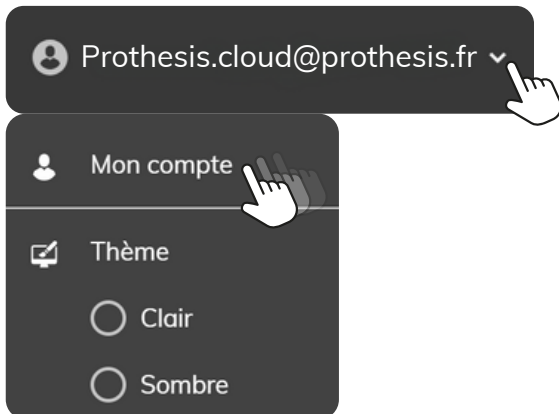 Prothesis.cloud@prothesis.fr
Mon compte
Thème
Clair
Sombre